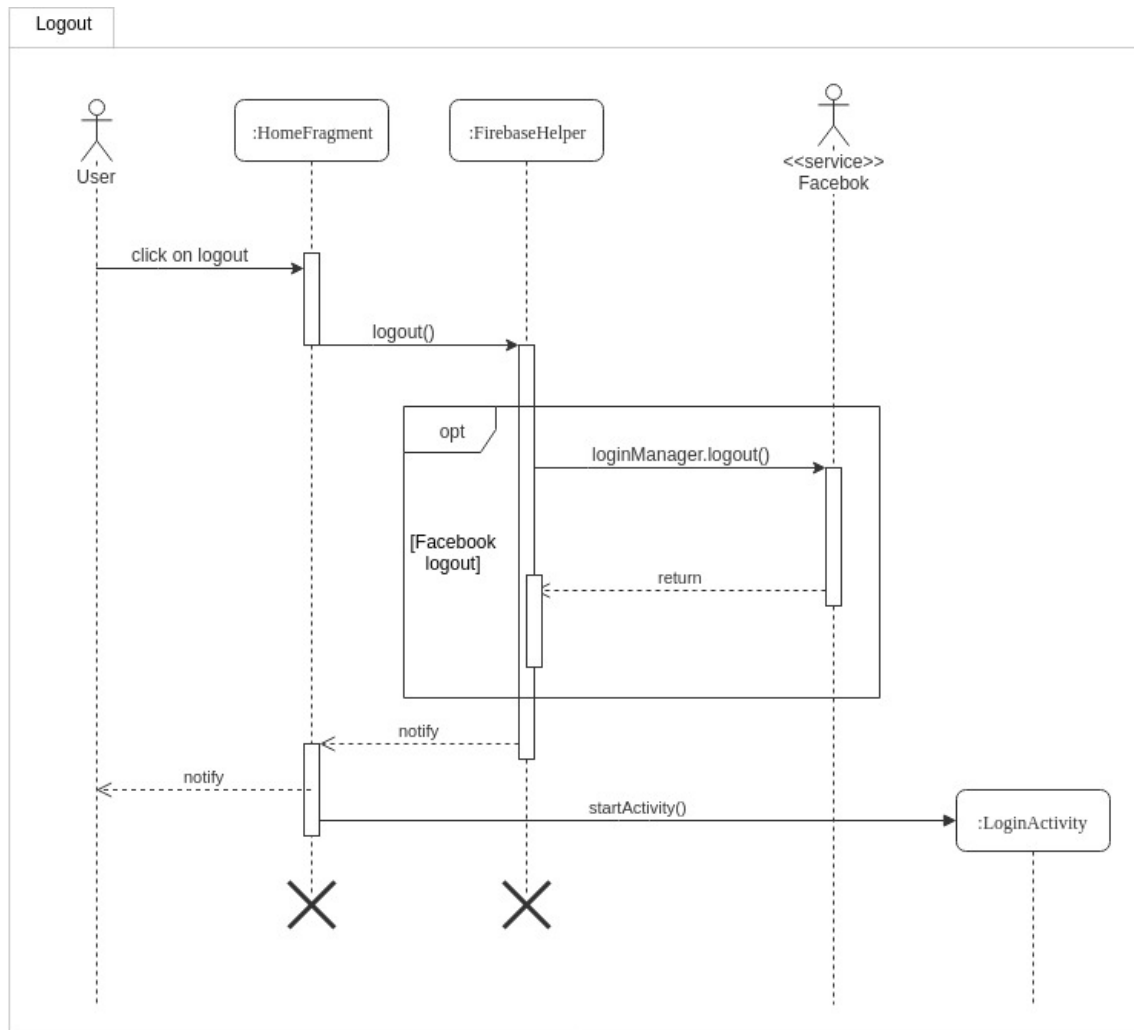 Logout
:HomeFragment
:FirebaseHelper
User
<<service>>
Facebok
click on logout
logout()
opt
loginManager.logout()
[Facebook
logout]
return
notify
notify
startActivity()
:LoginActivity